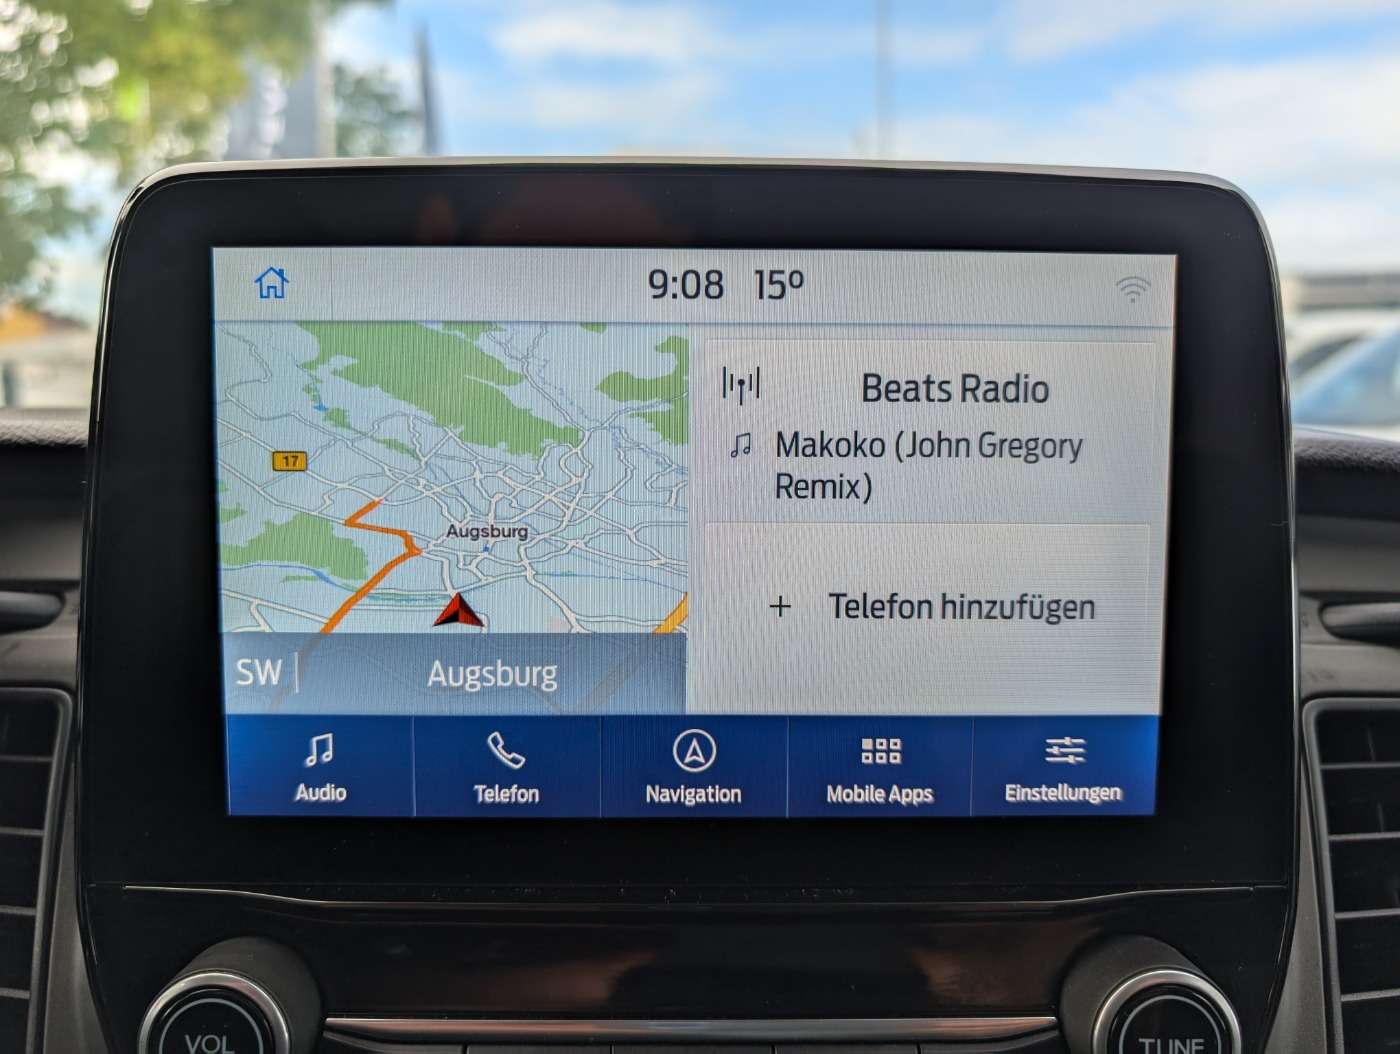 9:08 15º
Beats Radio
Makoko (John Gregory
Remix)
17
Augsburg
Telefon hinzufügen
SW
Augsburg
Audio
Telefon
Navigation
Mobile Apps
Einstellungen
VOL
TUNE